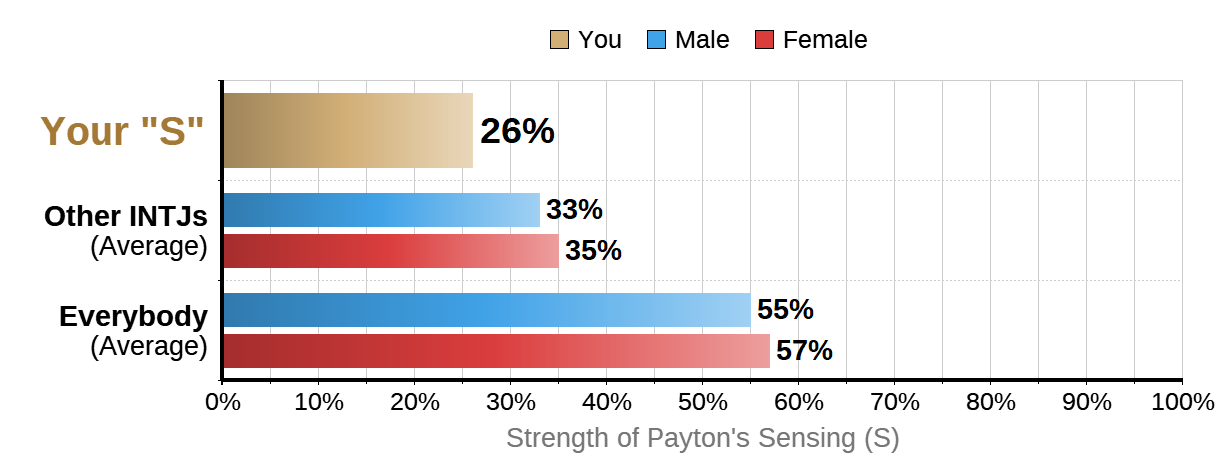 You Male Female
Your "S"
26%
Other INTJs
(Average)
33%
35%
Everybody
(Average)
55%
57%
0% 10% 20% 30% 40% 50% 60% 70% 80% 90% 100%
Strength of Payton's Sensing (S)